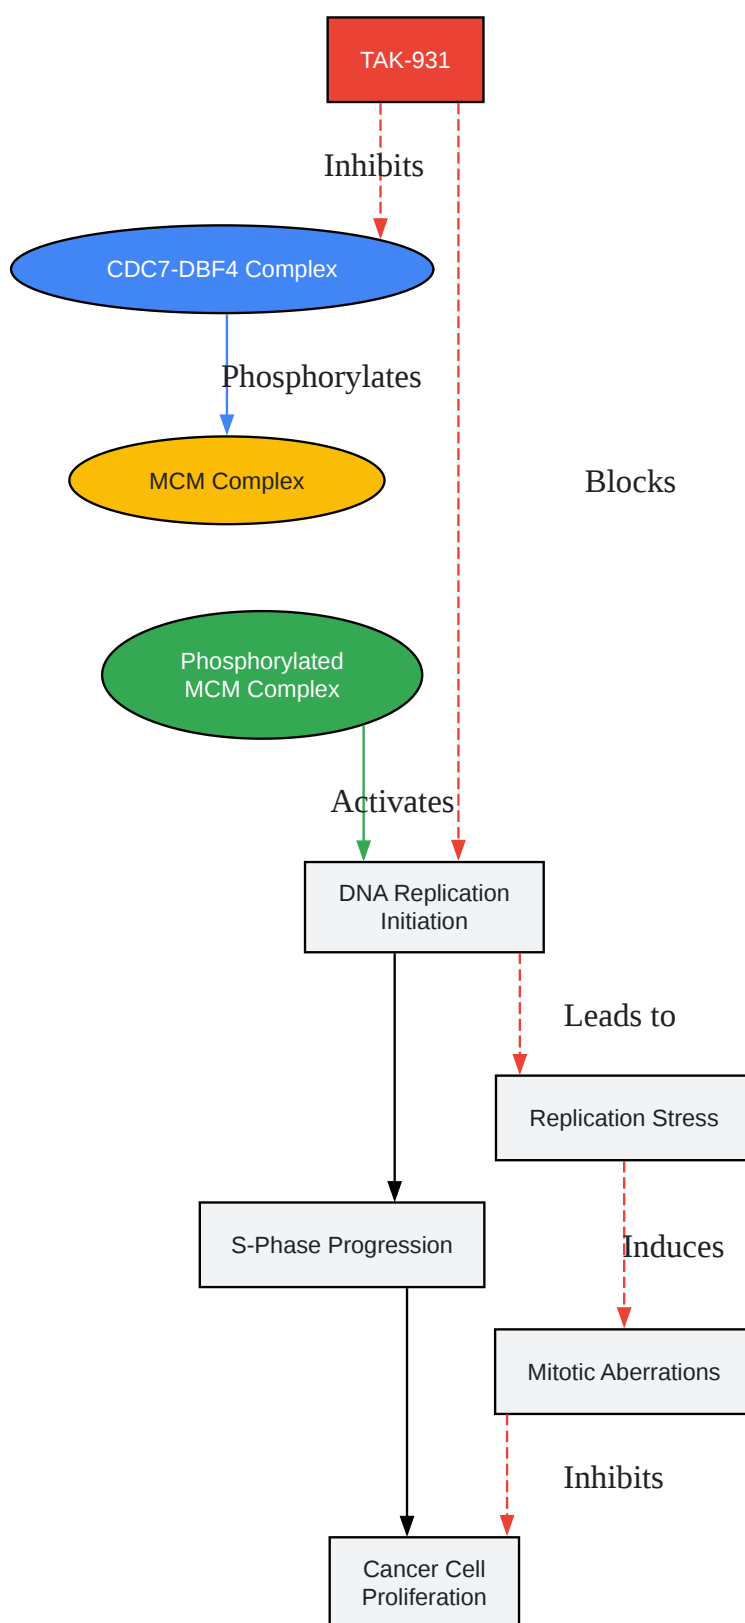 TAK-931
Inhibits
CDC7-DBF4 Complex
Phosphorylates
MCM Complex
Blocks
Phosphorylated
MCM Complex
Activates
DNA Replication
Initiation
Leads to
Replication Stress
S-Phase Progression
Induces
Mitotic Aberrations
Inhibits
Cancer Cell
Proliferation